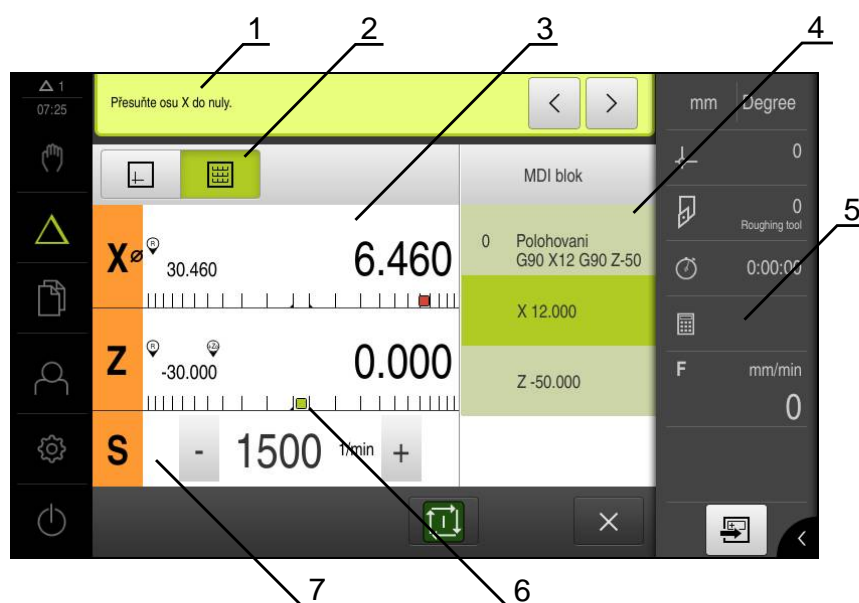 1 2 3 4
1
07:25
Přesuňte osu X do nuly.
mm Degree
0
MDI blok
0
Roughing tool
5
0:00:00
X⌀ R 30.460 6.460
0 Polohovani
G90 X12 G90 Z-50
X 12.000
Z R -30.000 0.000
Z -50.000
F mm/min
0
S - 1500 1/min +
7 6